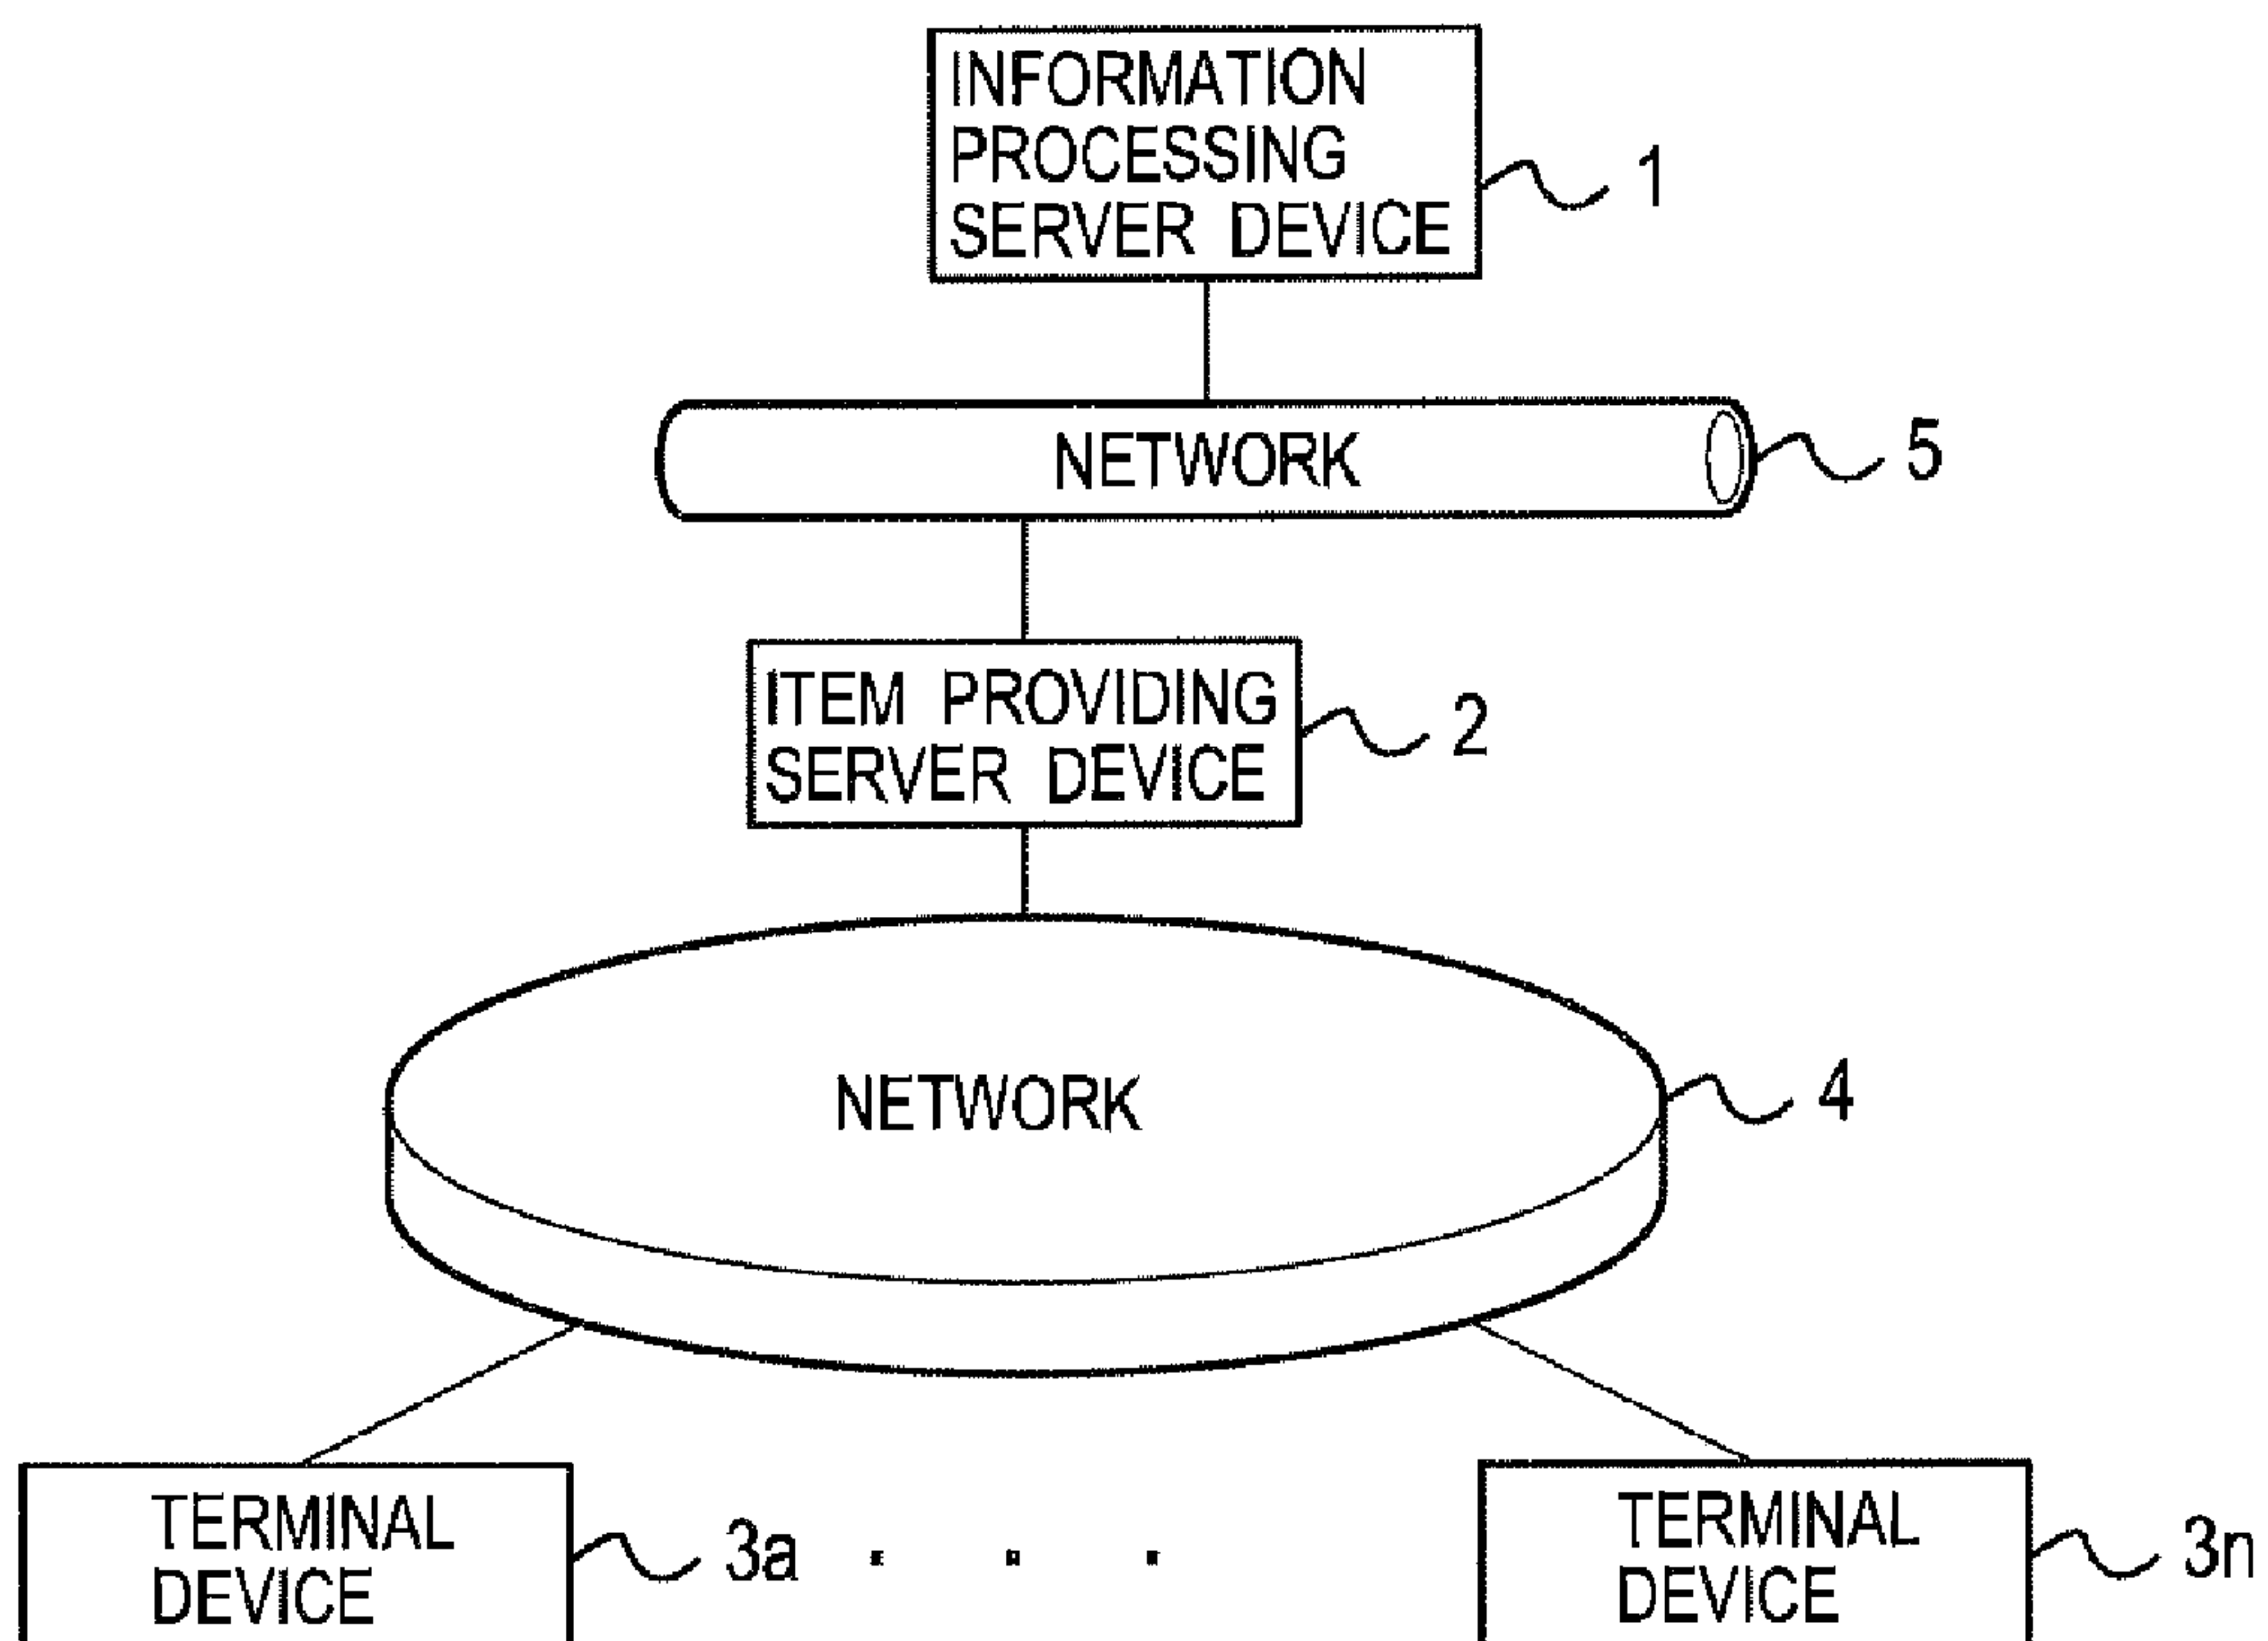 INFORMATION
PROCESSING
SERVER DEVICE
1
NETWORK
5
ITEM PROVIDING
SERVER DEVICE
2
NETWORK
4
TERMINAL
DEVICE
3a
. . .
TERMINAL
DEVICE
3n